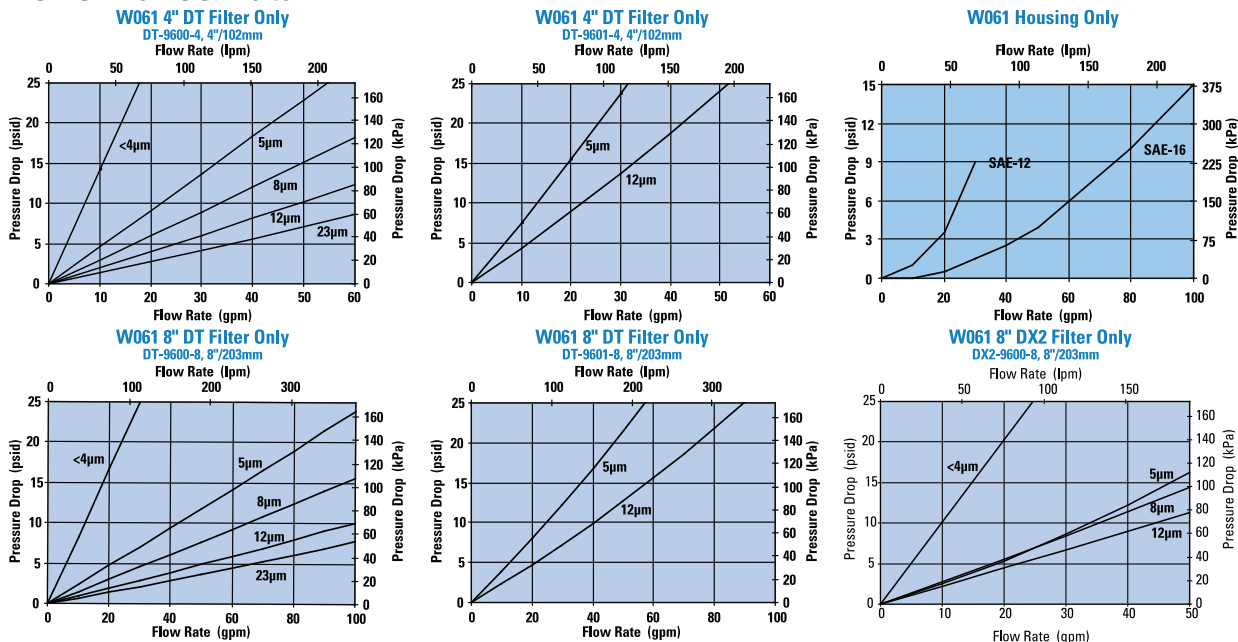 W061 4" DT Filter Only
DT-9600-4, 4"/102mm
Flow Rate (lpm)
0 50 100 150 200
Pressure Drop (psid)
25
20
15
10
5
0
<4µm
5µm
8µm
12µm
23µm
160
140
120
100
80
60
40
20
0
Pressure Drop (kPa)
0 10 20 30 40 50 60
Flow Rate (gpm)
W061 4" DT Filter Only
DT-9601-4, 4"/102mm
Flow Rate (lpm)
0 50 100 150 200
Pressure Drop (psid)
25
20
15
10
5
0
5µm
12µm
160
140
120
100
80
60
40
20
0
Pressure Drop (kPa)
0 10 20 30 40 50 60
Flow Rate (gpm)
W061 Housing Only
Flow Rate (lpm)
0 50 100 150 200
Pressure Drop (psid)
15
12
9
6
3
0
SAE-12
SAE-16
375
300
225
150
75
0
Pressure Drop (kPa)
0 20 40 60 80 100
Flow Rate (gpm)
W061 8" DT Filter Only
DT-9600-8, 8"/203mm
Flow Rate (lpm)
0 100 200 300
Pressure Drop (psid)
25
20
15
10
5
0
<4µm
5µm
8µm
12µm
23µm
160
140
120
100
80
60
40
20
0
Pressure Drop (kPa)
0 20 40 60 80 100
Flow Rate (gpm)
W061 8" DT Filter Only
DT-9601-8, 8"/203mm
Flow Rate (lpm)
0 100 200 300
Pressure Drop (psid)
25
20
15
10
5
0
5µm
12µm
160
140
120
100
80
60
40
20
0
Pressure Drop (kPa)
0 20 40 60 80 100
Flow Rate (gpm)
W061 8" DX2 Filter Only
DX2-9600-8, 8"/203mm
Flow Rate (lpm)
0 50 100 150
Pressure Drop (psid)
25
20
15
10
5
0
<4µm
5µm
8µm
12µm
160
140
120
100
80
60
40
20
0
Pressure Drop (kPa)
0 10 20 30 40 50
Flow Rate (gpm)